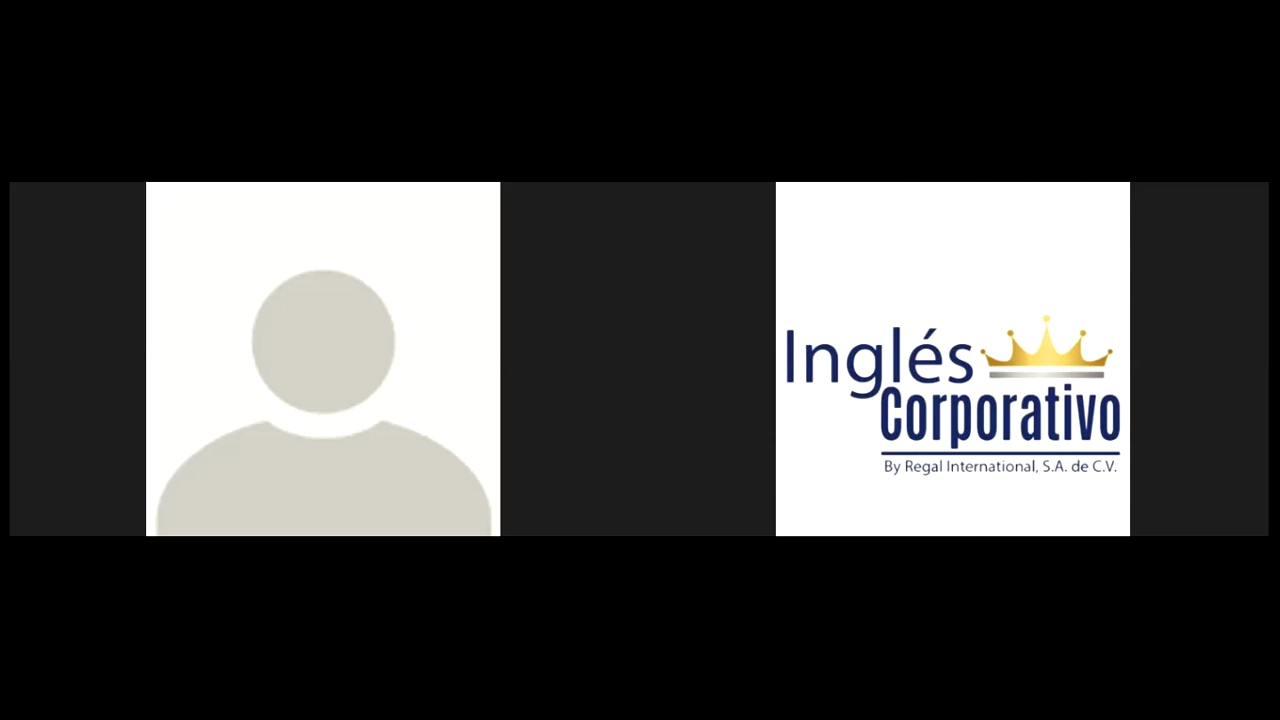 Inglés
Corporativo
By Regal International, S.A. de C.V.